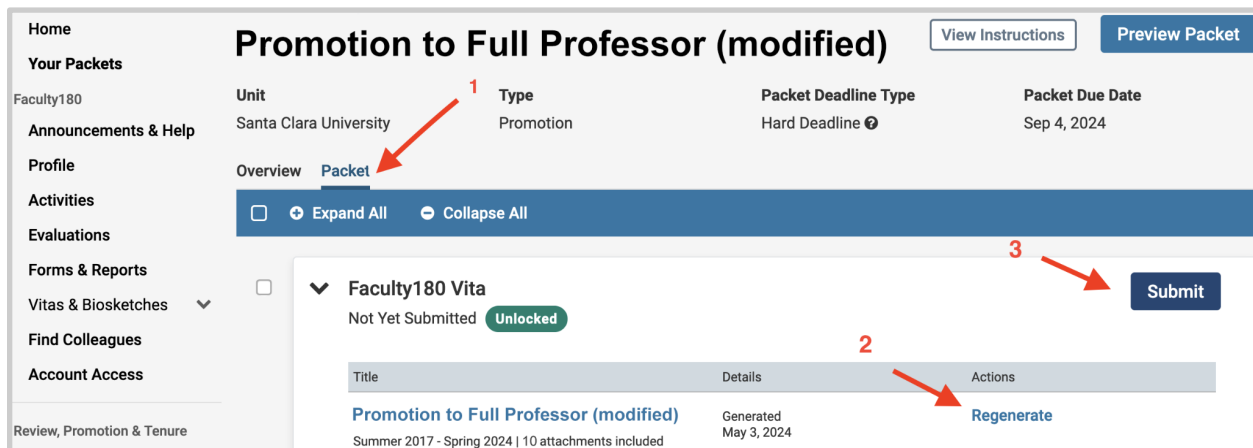 Home
Your Packets
Faculty180
Announcements & Help
Profile
Activities
Evaluations
Forms & Reports
Vitas & Biosketches
Find Colleagues
Account Access
Review, Promotion & Tenure
Promotion to Full Professor (modified)
View Instructions
Preview Packet
1
Unit
Santa Clara University
Type
Promotion
Packet Deadline Type
Hard Deadline ?
Packet Due Date
Sep 4, 2024
Overview Packet
Expand All Collapse All
3
Faculty180 Vita
Not Yet Submitted Unlocked
Submit
2
Title Details Actions
Promotion to Full Professor (modified)
Summer 2017 - Spring 2024 | 10 attachments included
Generated
May 3, 2024
Regenerate